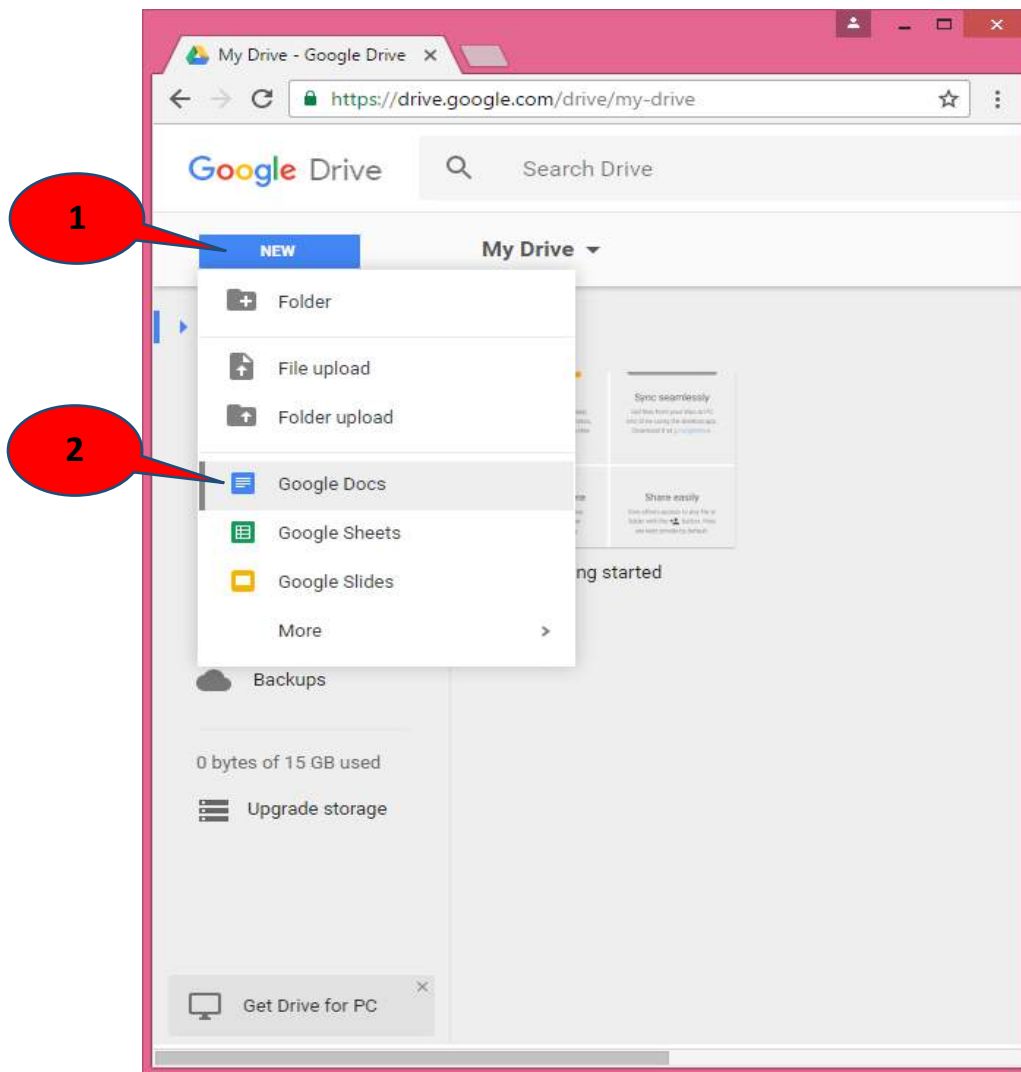 My Drive - Google Drive
https://drive.google.com/drive/my-drive
Google Drive
Search Drive
1
NEW
My Drive
Folder
File upload
Folder upload
Sync seamlessly
2
Google Docs
Google Sheets
Google Slides
More
Share easily
ng started
Backups
0 bytes of 15 GB used
Upgrade storage
Get Drive for PC